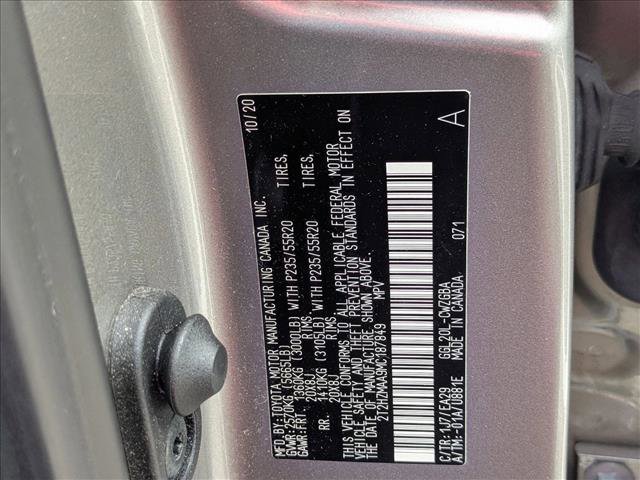 MFD.BY:TOYOTA MOTOR MANUFACTURING CANADA INC. 10/20
GVWR:2570KG (5665LB)
GAWR:FRT. 1360KG (3000LB) WITH P235/55R20 TIRES,
20X8J RIMS,
RR. 1410KG (3105LB) WITH P235/55R20 TIRES,
20X8J RIMS.
THIS VEHICLE CONFORMS TO ALL APPLICABLE FEDERAL MOTOR
VEHICLE SAFETY AND THEFT PREVENTION STANDARDS IN EFFECT ON
THE DATE OF MANUFACTURE SHOWN ABOVE.
2T2HZMAA9MC187849 MPV
C/TR:1J7/EA29 GGL20L-CWZGBA A
A/TM:-01A/U881E MADE IN CANADA 071